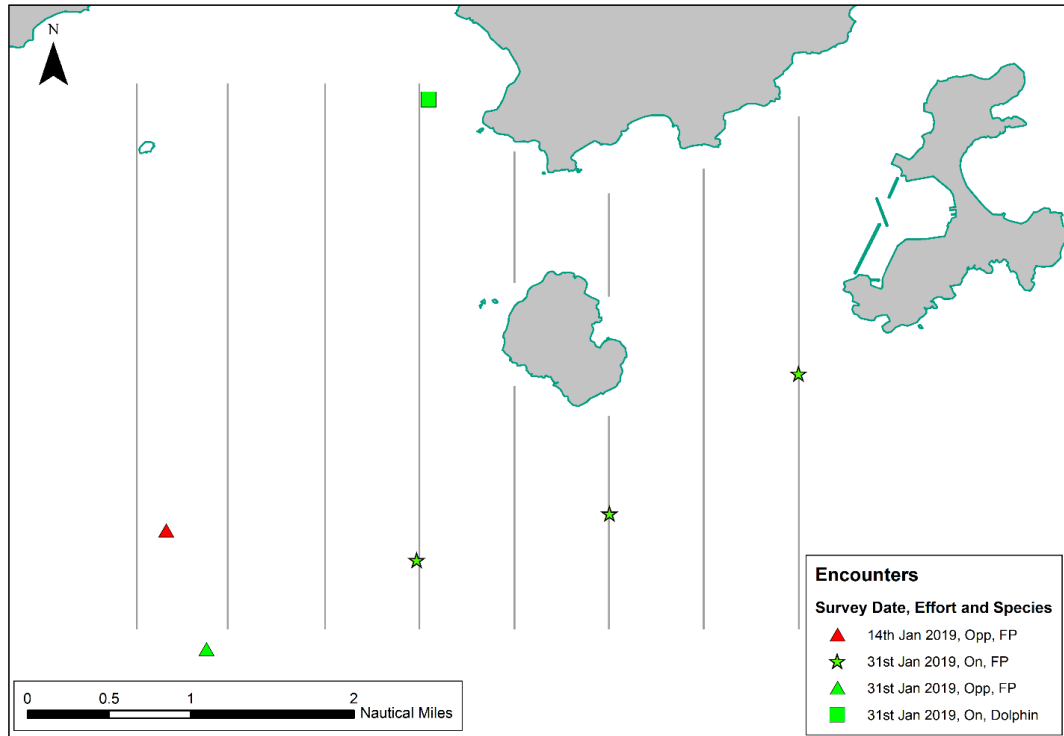 N
Encounters
Survey Date, Effort and Species
14th Jan 2019, Opp, FP
31st Jan 2019, On, FP
31st Jan 2019, Opp, FP
31st Jan 2019, On, Dolphin
0 0.5 1 2
Nautical Miles